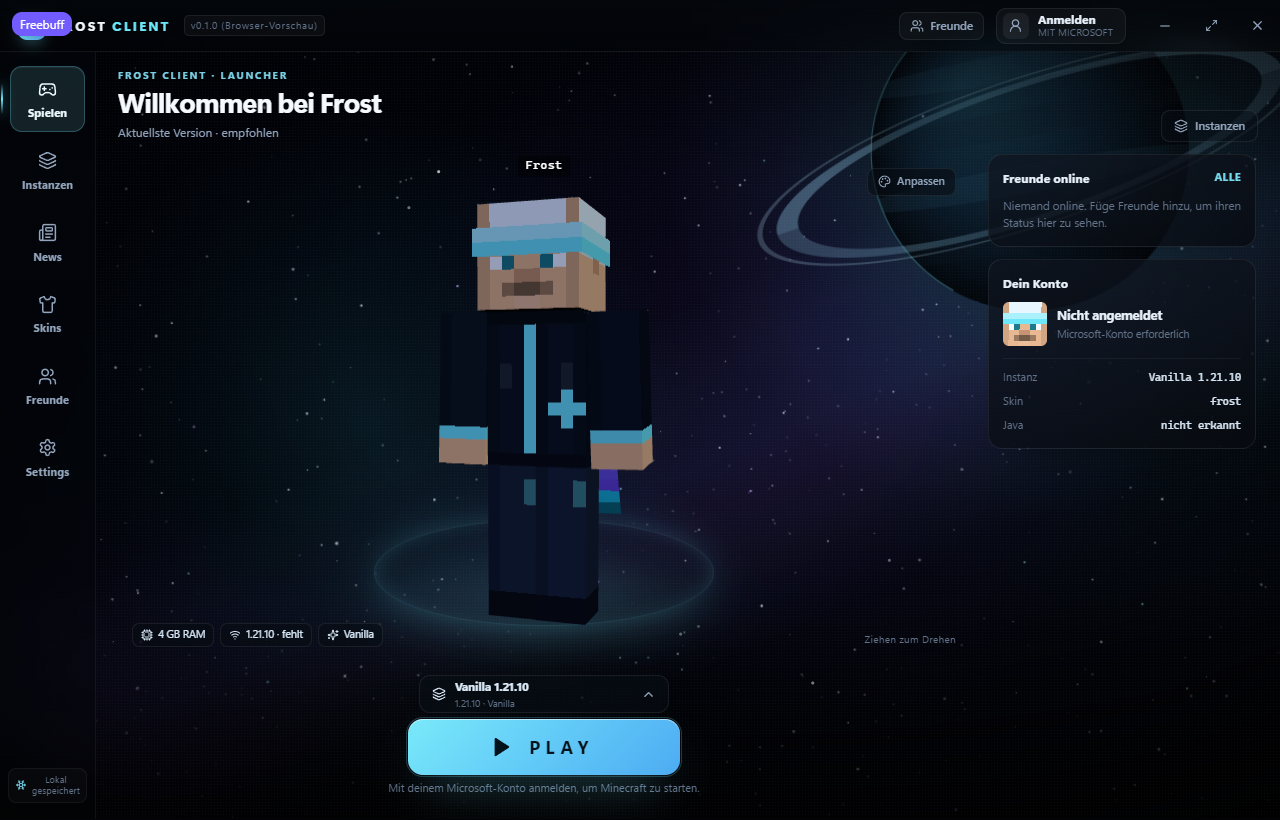 Freebuff
OST CLIENT
v0.1.0 (Browser-Vorschau)
Freunde
Anmelden
MIT MICROSOFT
Spielen
Instanzen
News
Skins
Freunde
Settings
Lokal
gespeichert
FROST CLIENT · LAUNCHER
Willkommen bei Frost
Aktuellste Version · empfohlen
Frost
Anpassen
Instanzen
Freunde online
ALLE
Niemand online. Füge Freunde hinzu, um ihren
Status hier zu sehen.
Dein Konto
Nicht angemeldet
Microsoft-Konto erforderlich
Instanz
Vanilla 1.21.10
Skin
frost
Java
nicht erkannt
4 GB RAM
1.21.10 · fehlt
Vanilla
Ziehen zum Drehen
Vanilla 1.21.10
1.21.10 · Vanilla
PLAY
Mit deinem Microsoft-Konto anmelden, um Minecraft zu starten.